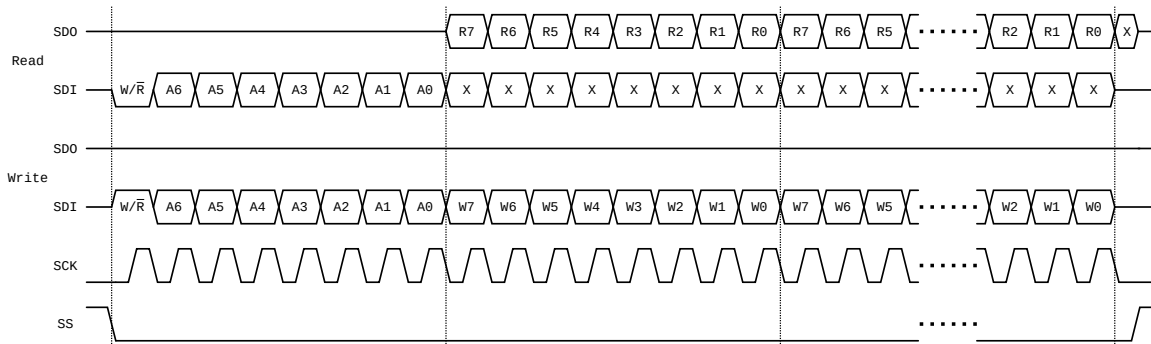 SDO R7 R6 R5 R4 R3 R2 R1 R0 R7 R6 R5 ······ R2 R1 R0 X
Read
SDI W/R̅ A6 A5 A4 A3 A2 A1 A0 X X X X X X X X X X X ······ X X X
SDO
Write
SDI W/R̅ A6 A5 A4 A3 A2 A1 A0 W7 W6 W5 W4 W3 W2 W1 W0 W7 W6 W5 ······ W2 W1 W0
SCK ······
SS ······